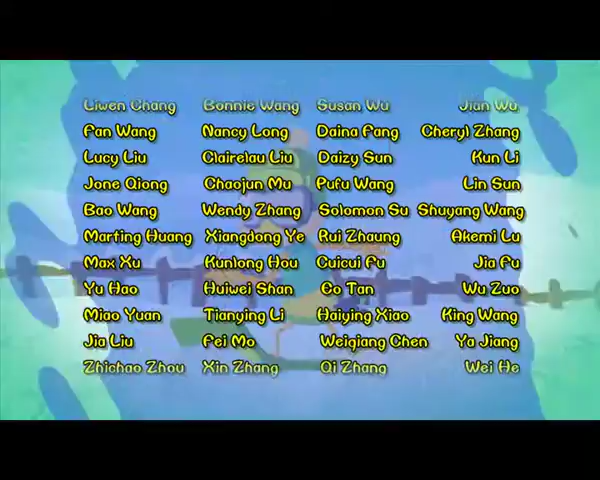 Liwen Chang Bonnie Wang Susan Wu Jian Wu
Fan Wang Nancy Long Daina Fang Cheryl Zhang
Lucy Liu Clairelau Liu Daizy Sun Kun Li
Jone Qiong Chaojun Mu Pufu Wang Lin Sun
Bao Wang Wendy Zhang Solomon Su Shuyang Wang
Marting Huang Xiangdong Ye Rui Zhaung Akemi Lu
Max Xu Kunlong Hou Cuicui Fu Jia Fu
Yu Hao Huiwei Shan Bo Tan Wu Zuo
Miao Yuan Tianying Li Haiying Xiao King Wang
Jia Liu Fei Mo Weiqiang Chen Ya Jiang
Zhichao Zhou Xin Zhang Qi Zhang Wei He